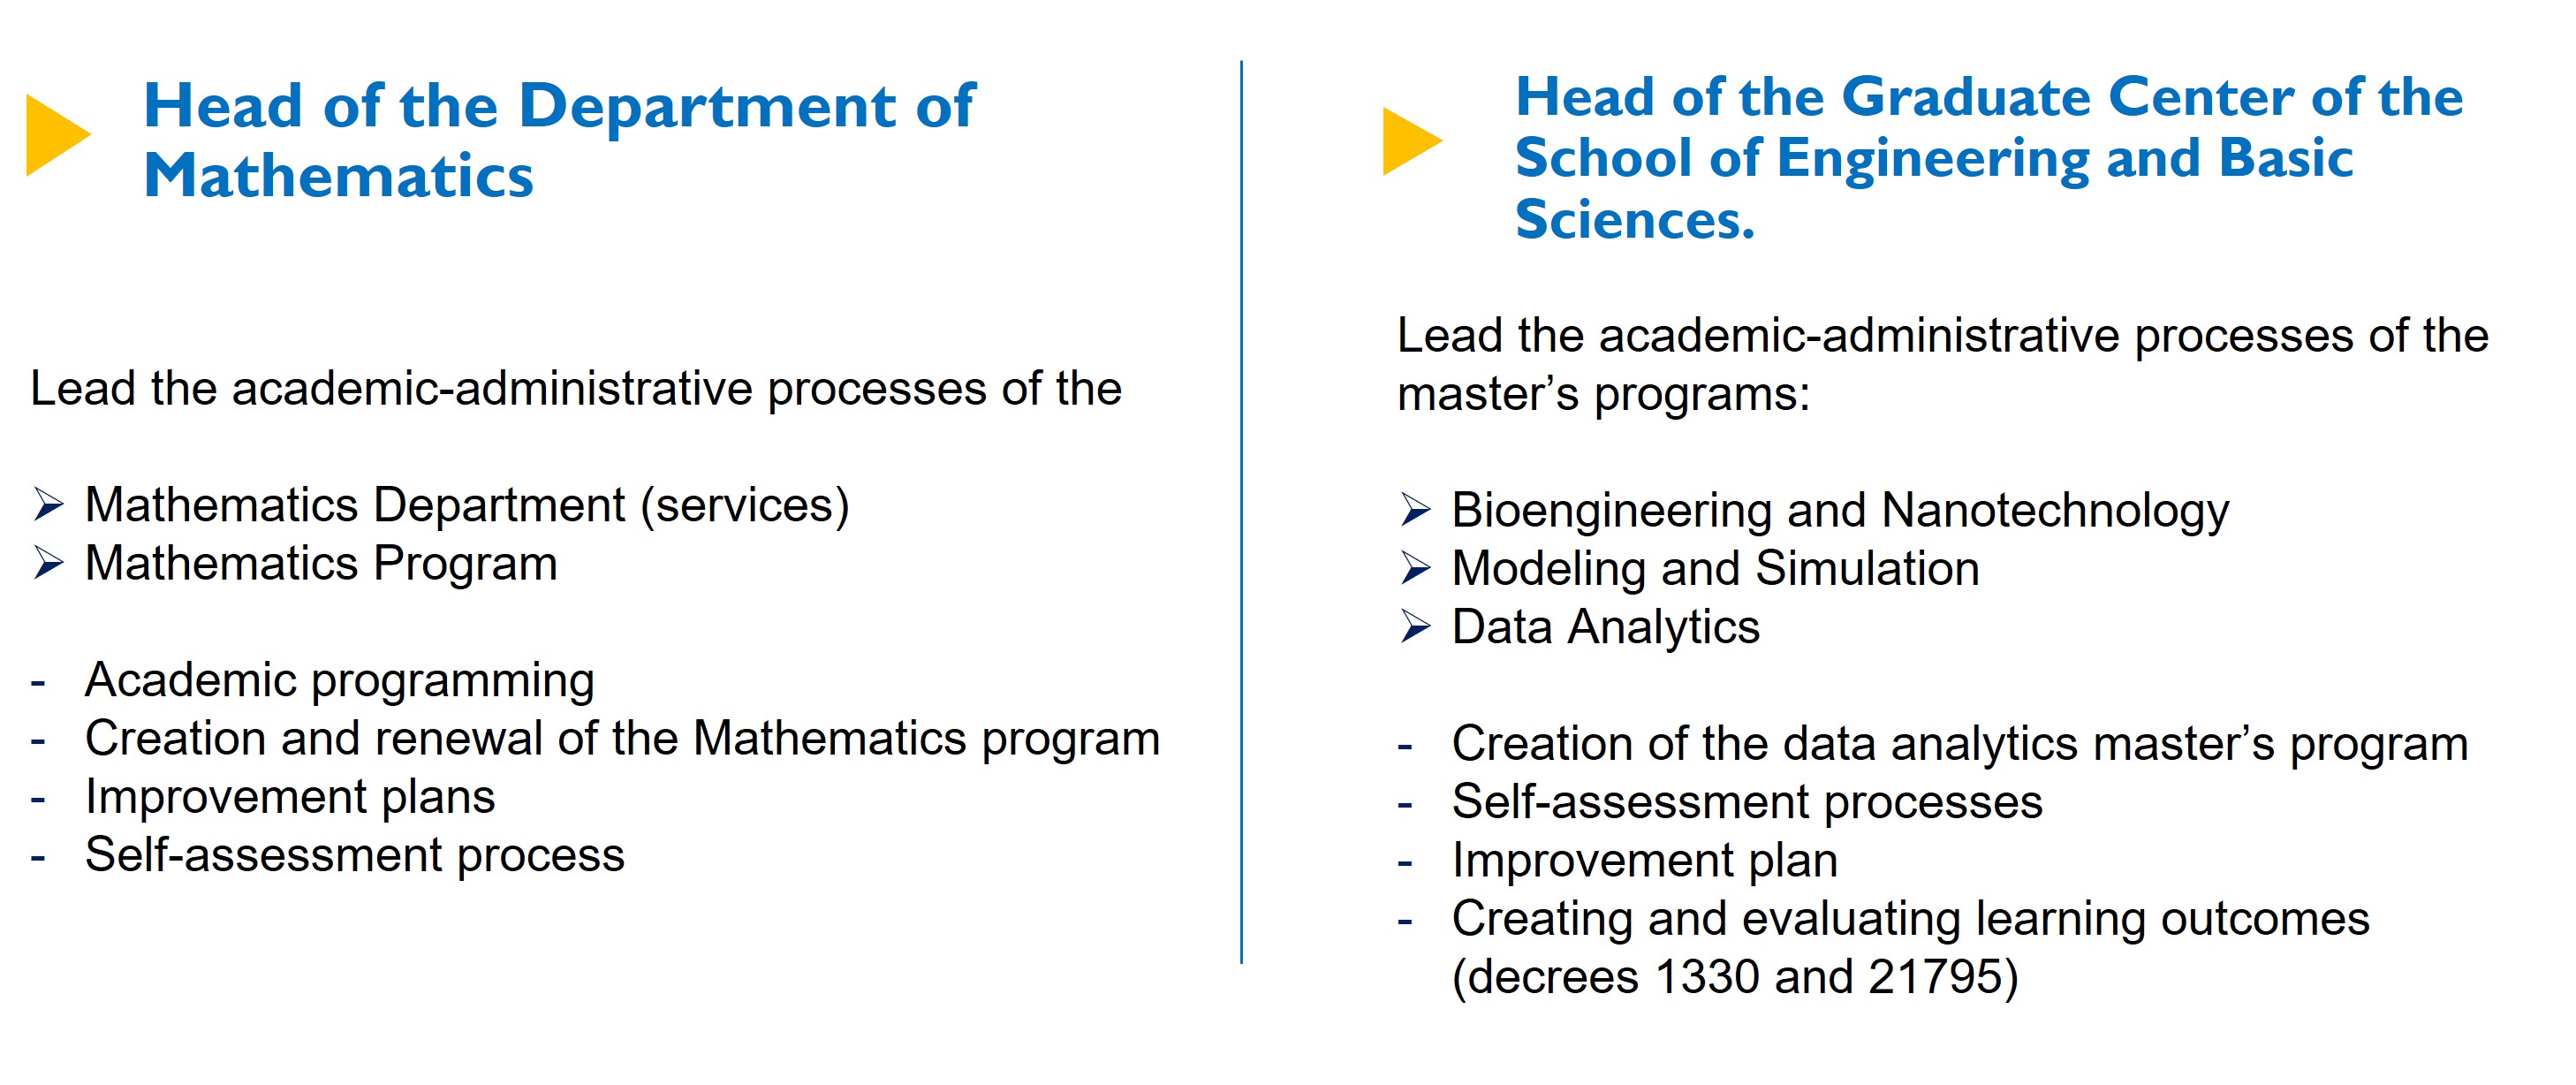 Head of the Department of
Mathematics
Lead the academic-administrative processes of the
Mathematics Department (services)
Mathematics Program
- Academic programming
- Creation and renewal of the Mathematics program
- Improvement plans
- Self-assessment process
Head of the Graduate Center of the
School of Engineering and Basic
Sciences.
Lead the academic-administrative processes of the
master’s programs:
Bioengineering and Nanotechnology
Modeling and Simulation
Data Analytics
- Creation of the data analytics master’s program
- Self-assessment processes
- Improvement plan
- Creating and evaluating learning outcomes
(decrees 1330 and 21795)